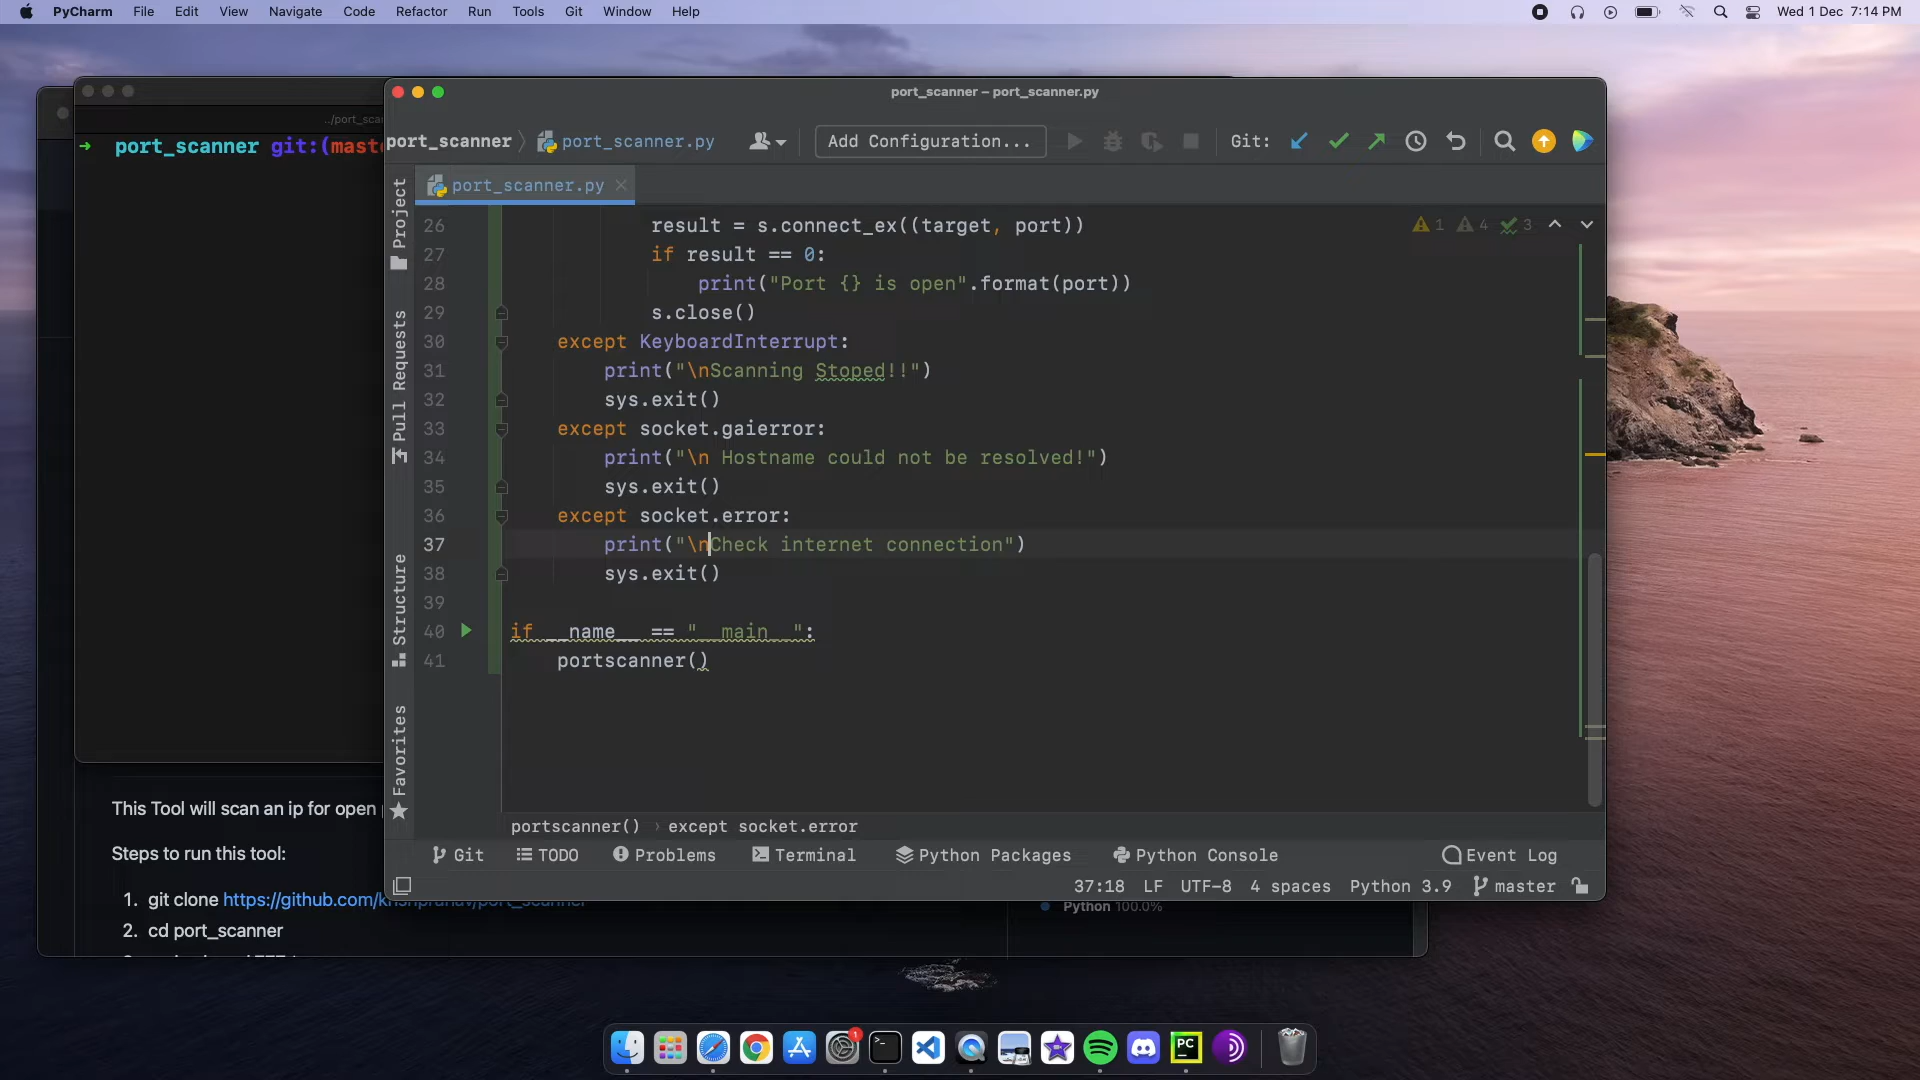 PyCharm File Edit View Navigate Code Refactor Run Tools Git Window Help
Wed 1 Dec 7:14 PM
port_scanner – port_scanner.py
port_scanner
port_scanner.py
Add Configuration...
Git:
port_scanner git:(
port_scanner.py
Project
Pull Requests
Structure
Favorites
1 4 3
26 result = s.connect_ex((target, port))
27 if result == 0:
28 print("Port {} is open".format(port))
29 s.close()
30 except KeyboardInterrupt:
31 print("\nScanning Stoped!!")
32 sys.exit()
33 except socket.gaierror:
34 print("\n Hostname could not be resolved!")
35 sys.exit()
36 except socket.error:
37 print("\nCheck internet connection")
38 sys.exit()
39
40 if __name__ == "__main__":
41 portscanner()
portscanner() › except socket.error
Git TODO Problems Terminal Python Packages Python Console Event Log
37:18 LF UTF-8 4 spaces Python 3.9 master
This Tool will scan an ip for open
Steps to run this tool:
1. git clone https://github.com/
2. cd port_scanner
Python 100.0%
1
PC